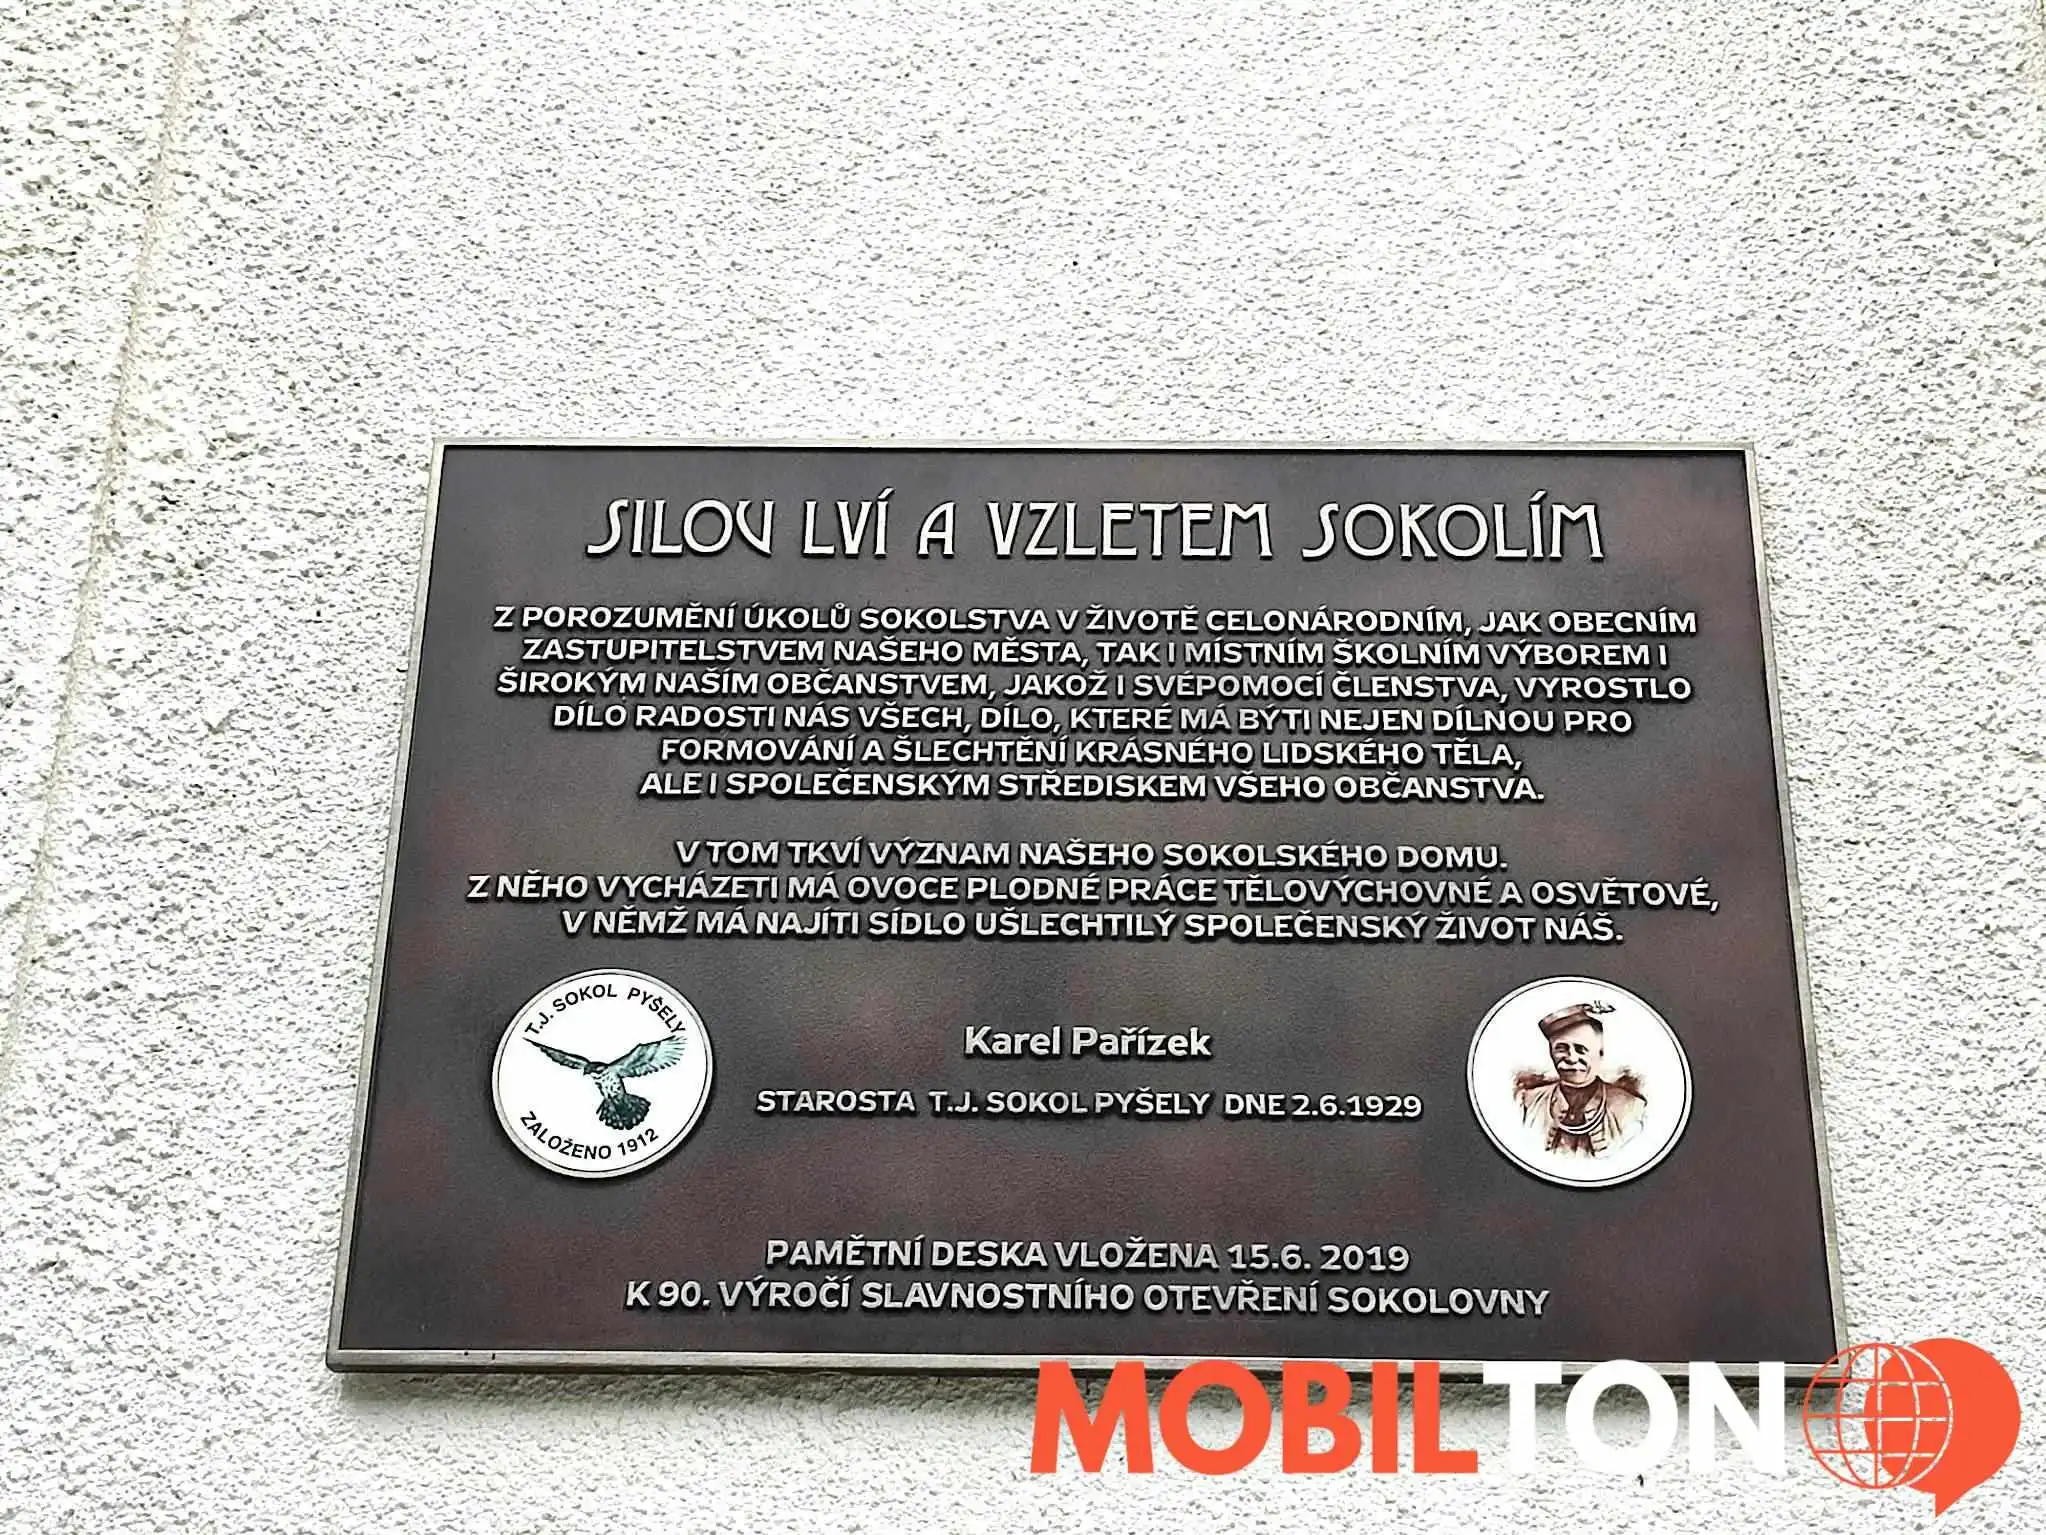 SILOU LVÍ A VZLETEM SOKOLÍM
Z POROZUMĚNÍ ÚKOLŮ SOKOLSTVA V ŽIVOTĚ CELONÁRODNÍM, JAK OBECNÍM
ZASTUPITELSTVEM NAŠEHO MĚSTA, TAK I MÍSTNÍM ŠKOLNÍM VÝBOREM I
ŠIROKÝM NAŠÍM OBČANSTVEM, JAKOŽ I SVÉPOMOCÍ ČLENSTVA, VYROSTLO
DÍLO RADOSTI NÁS VŠECH, DÍLO, KTERÉ MÁ BÝTI NEJEN DÍLNOU PRO
FORMOVÁNÍ A ŠLECHTĚNÍ KRÁSNÉHO LIDSKÉHO TĚLA,
ALE I SPOLEČENSKÝM STŘEDISKEM VŠEHO OBČANSTVA.
V TOM TKVÍ VÝZNAM NAŠEHO SOKOLSKÉHO DOMU.
Z NĚHO VYCHÁZETI MÁ OVOCE PLODNÉ PRÁCE TĚLOVÝCHOVNÉ A OSVĚTOVÉ,
V NĚMŽ MÁ NAJÍTI SÍDLO UŠLECHTILÝ SPOLEČENSKÝ ŽIVOT NÁŠ.
T.J. SOKOL PYŠELY
ZALOŽENO 1912
Karel Pařízek
STAROSTA T.J. SOKOL PYŠELY DNE 2.6.1929
PAMĚTNÍ DESKA VLOŽENA 15.6. 2019
K 90. VÝROČÍ SLAVNOSTNÍHO OTEVŘENÍ SOKOLOVNY
MOBILTON